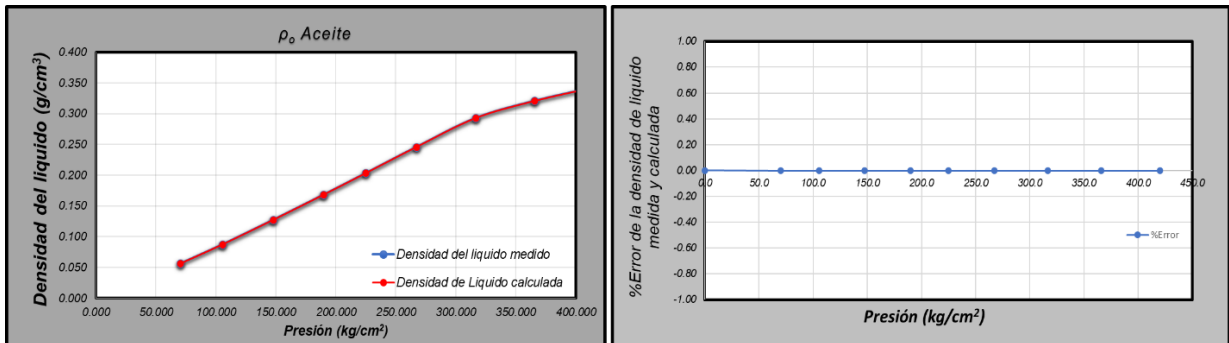 ρo Aceite
Densidad del liquido (g/cm3)
0.400
0.350
0.300
0.250
0.200
0.150
0.100
0.050
0.000
Densidad del liquido medido
Densidad de Liquido calculada
0.000 50.000 100.000 150.000 200.000 250.000 300.000 350.000 400.000
Presión (kg/cm2)
%Error de la densidad de liquido
medida y calculada
1.00
0.80
0.60
0.40
0.20
0.00
-0.20
-0.40
-0.60
-0.80
-1.00
0.0 50.0 100.0 150.0 200.0 250.0 300.0 350.0 400.0 450.0
%Error
Presión (kg/cm2)